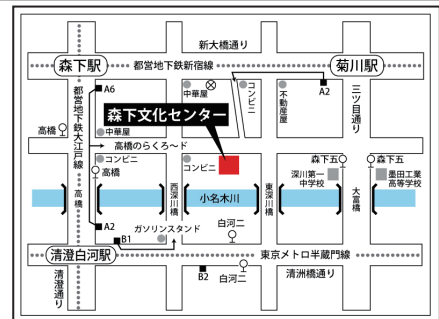 新大橋通り
森下駅
都営地下鉄新宿線
菊川駅
A6
中華屋
コンビニ
A2
不動産屋
三ツ目通り
都営地下鉄大江戸線
森下文化センター
高橋
中華屋
高橋のらくろ〜ド
コンビニ
高橋
コンビニ
森下五
森下五
深川第一
中学校
墨田工業
高等学校
高橋
西深川橋
小名木川
東深川橋
大富橋
A2
ガソリンスタンド
白河二
B1
清澄白河駅
東京メトロ半蔵門線
清澄通り
B2
白河二
清洲橋通り